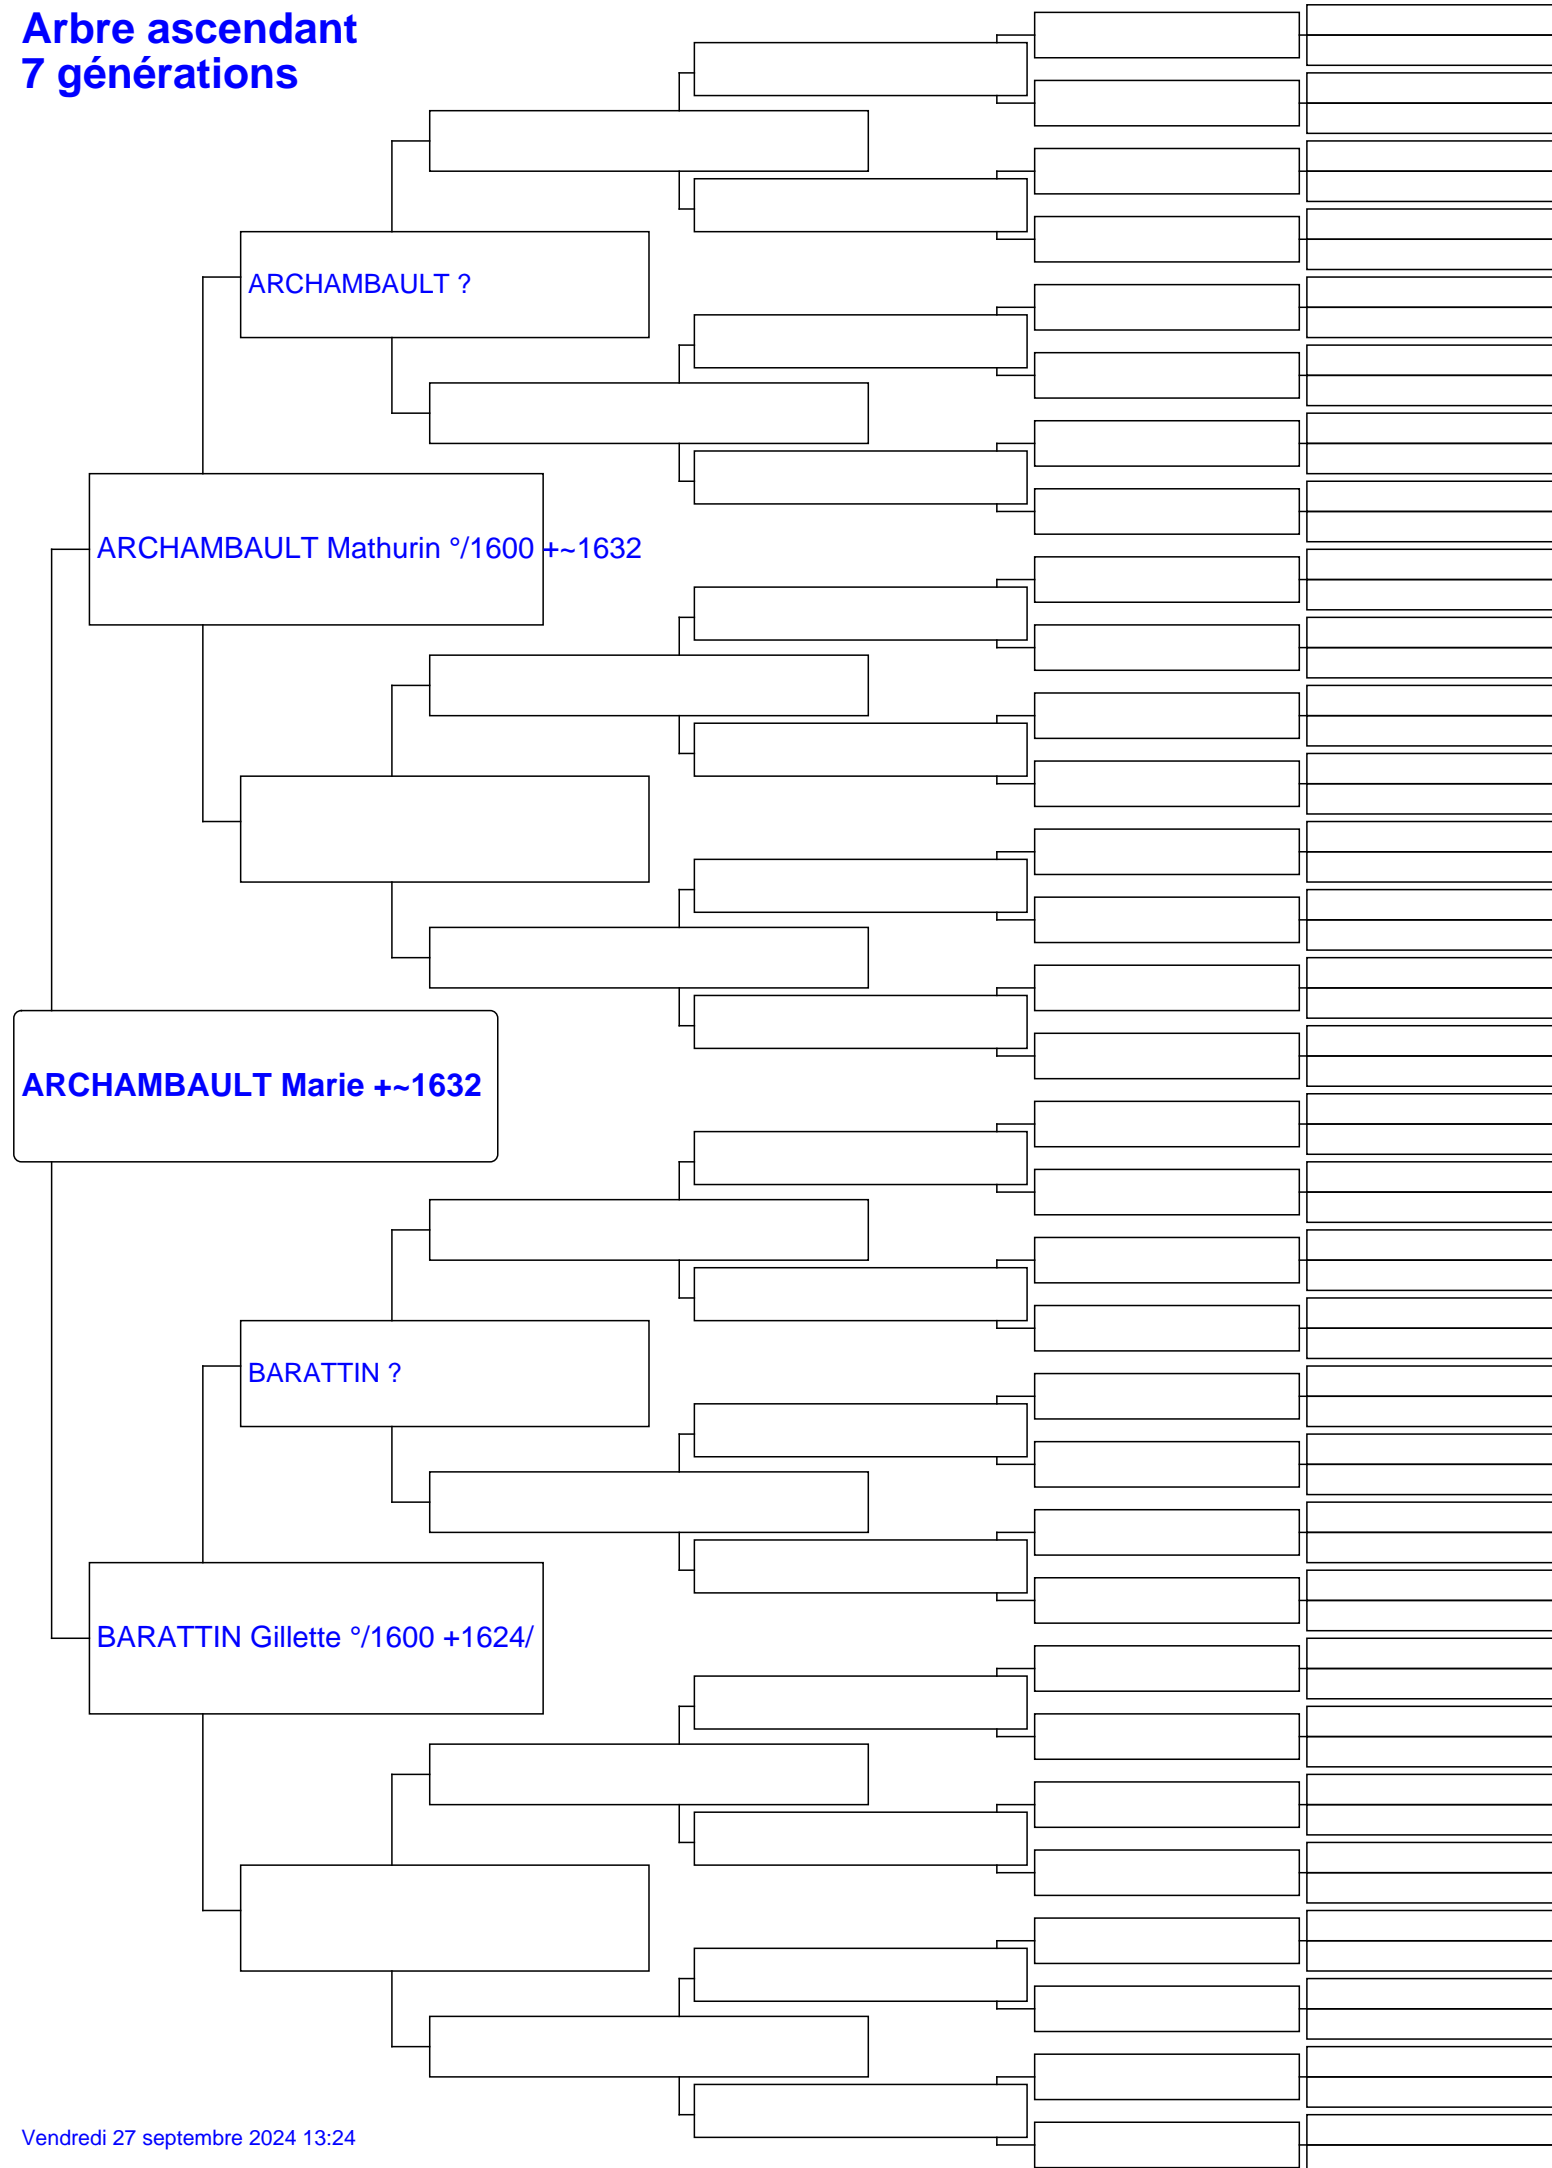 Arbre ascendant
7 générations
ARCHAMBAULT ?
ARCHAMBAULT Mathurin °/1600 +~1632
ARCHAMBAULT Marie +~1632
BARATTIN ?
BARATTIN Gillette °/1600 +1624/
Vendredi 27 septembre 2024 13:24